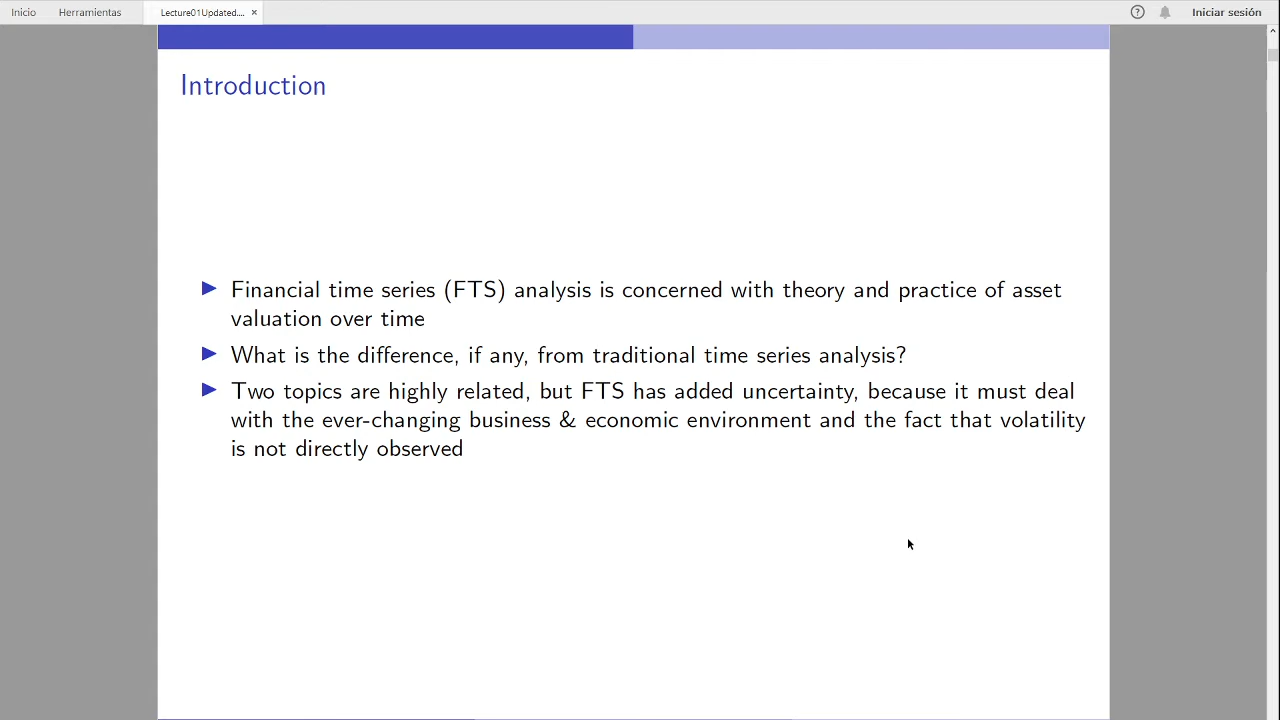 Inicio Herramientas Lecture01Updated.... × Iniciar sesión
Introduction
Financial time series (FTS) analysis is concerned with theory and practice of asset
valuation over time
What is the difference, if any, from traditional time series analysis?
Two topics are highly related, but FTS has added uncertainty, because it must deal
with the ever-changing business & economic environment and the fact that volatility
is not directly observed